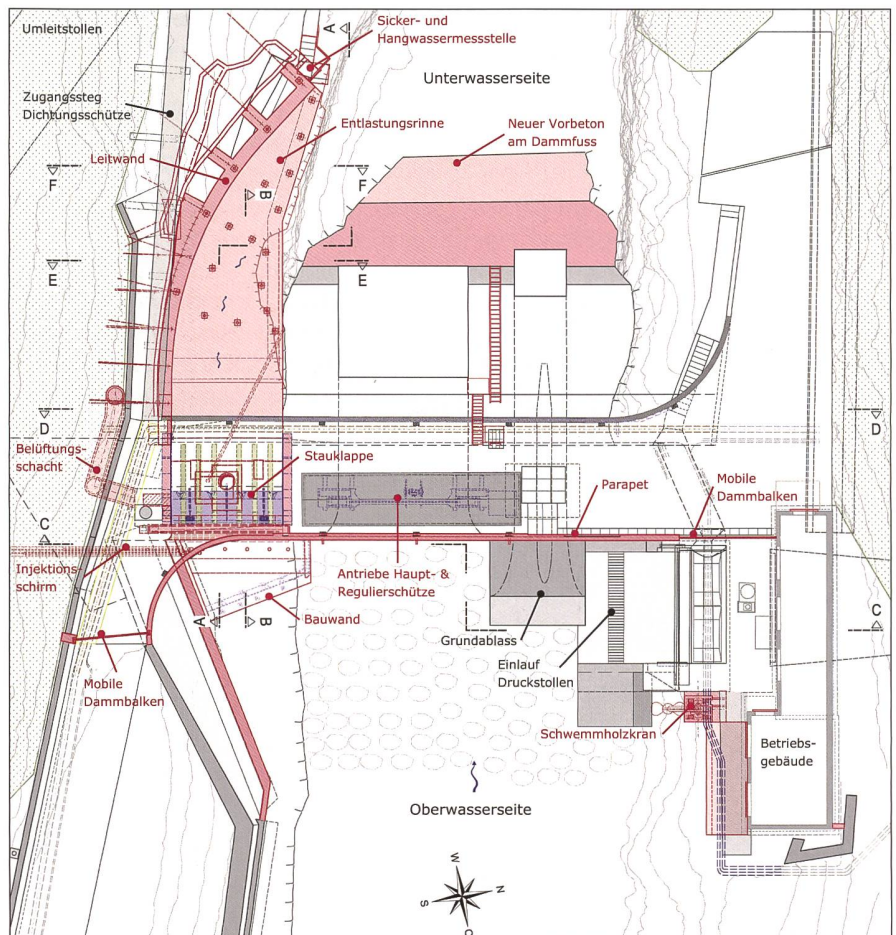 Umleitstollen
Sicker- und
Hangwassermessstelle
A
Unterwasserseite
Zugangssteg
Dichtungsschütze
Entlastungsrinne
Neuer Vorbeton
am Dammfuss
Leitwand
F
F
B
E
E
D
D
Belüftungs-
schacht
Stauklappe
Parapet
Mobile
Dammbalken
C
Injektions-
schirm
Antriebe Haupt- &
Regulierschütze
Bauwand
A
B
Grundablass
C
Einlauf
Druckstollen
Mobile
Dammbalken
Schwemmholzkran
Betriebs-
gebäude
Oberwasserseite
W
N
S
O